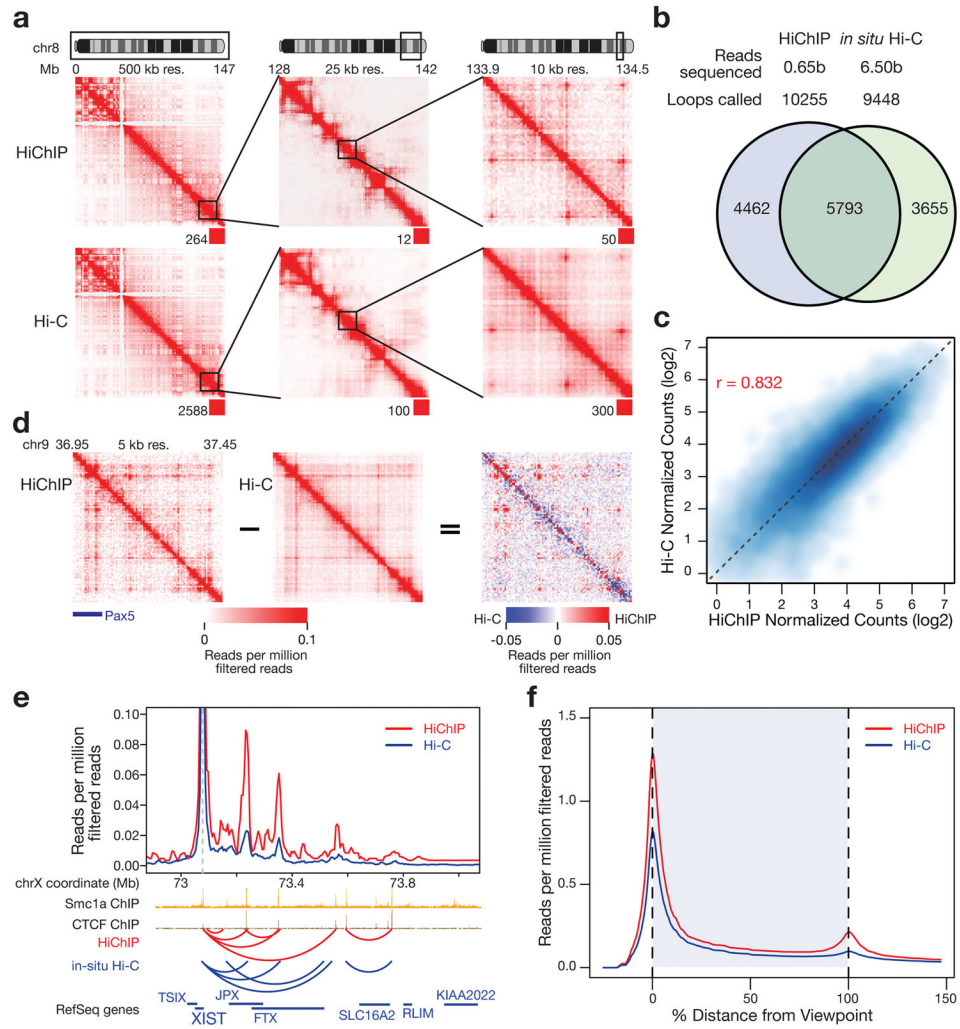 a
chr8
Mb 0 500 kb res. 147 128 25 kb res. 142 133.9 10 kb res. 134.5
HiChIP
264 12 50
Hi-C
2588 100 300
b
HiChIP in situ Hi-C
Reads sequenced 0.65b 6.50b
Loops called 10255 9448
4462 5793 3655
c
r = 0.832
Hi-C Normalized Counts (log2)
7
6
5
4
3
2
1
0
0 1 2 3 4 5 6 7
HiChIP Normalized Counts (log2)
d
chr9 36.95 5 kb res. 37.45
HiChIP Hi-C
− =
Pax5
0 0.1
Reads per million
filtered reads
Hi-C HiChIP
-0.05 0.05
0
Reads per million
filtered reads
e
HiChIP
Hi-C
Reads per million
filtered reads
0.10
0.08
0.06
0.04
0.02
0.00
chrX coordinate (Mb) 73 73.4 73.8
Smc1a ChIP
CTCF ChIP
HiChIP
in-situ Hi-C
RefSeq genes
TSIX JPX KIAA2022
XIST FTX SLC16A2 RLIM
f
HiChIP
Hi-C
Reads per million filtered reads
1.5
1.0
0.5
0.0
0 50 100 150
% Distance from Viewpoint